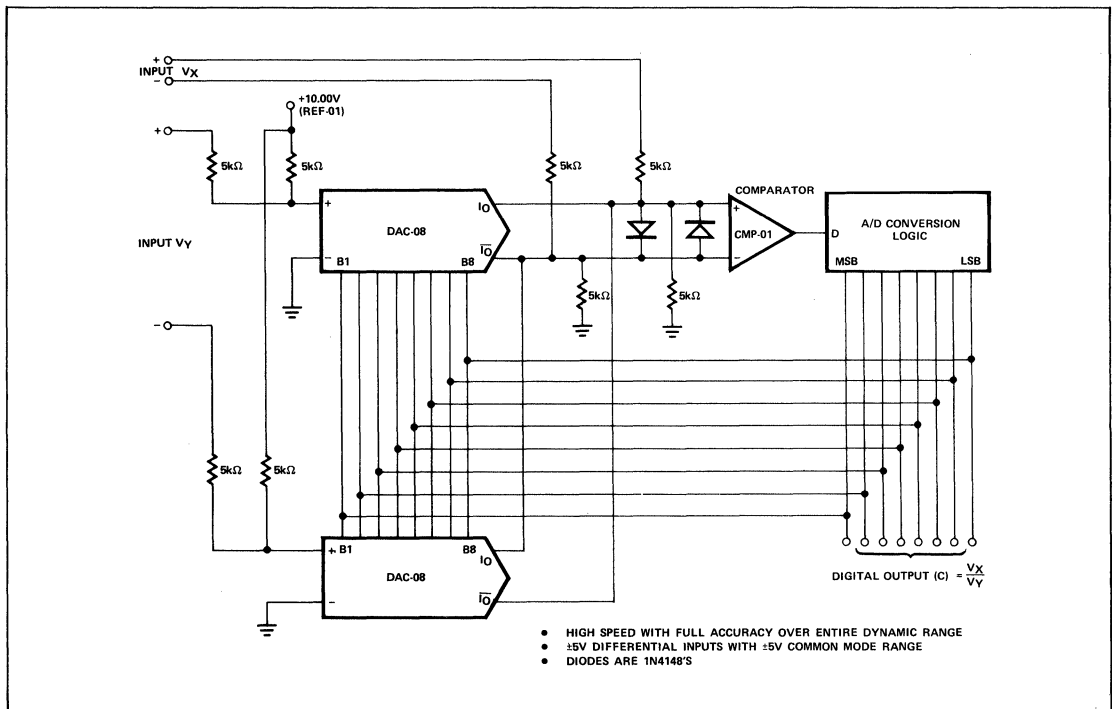 +
INPUT VX
−
+10.00V
(REF-01)
+
5kΩ
5kΩ
5kΩ
5kΩ
COMPARATOR
+
IO
DAC-08
INPUT VY
−
B1
B8
IO
+
CMP-01
−
A/D CONVERSION
LOGIC
D
MSB
LSB
5kΩ
5kΩ
−
5kΩ
5kΩ
+
B1
B8
IO
DAC-08
−
IO
DIGITAL OUTPUT (C) = VX
VY
• HIGH SPEED WITH FULL ACCURACY OVER ENTIRE DYNAMIC RANGE
• ±5V DIFFERENTIAL INPUTS WITH ±5V COMMON MODE RANGE
• DIODES ARE 1N4148'S